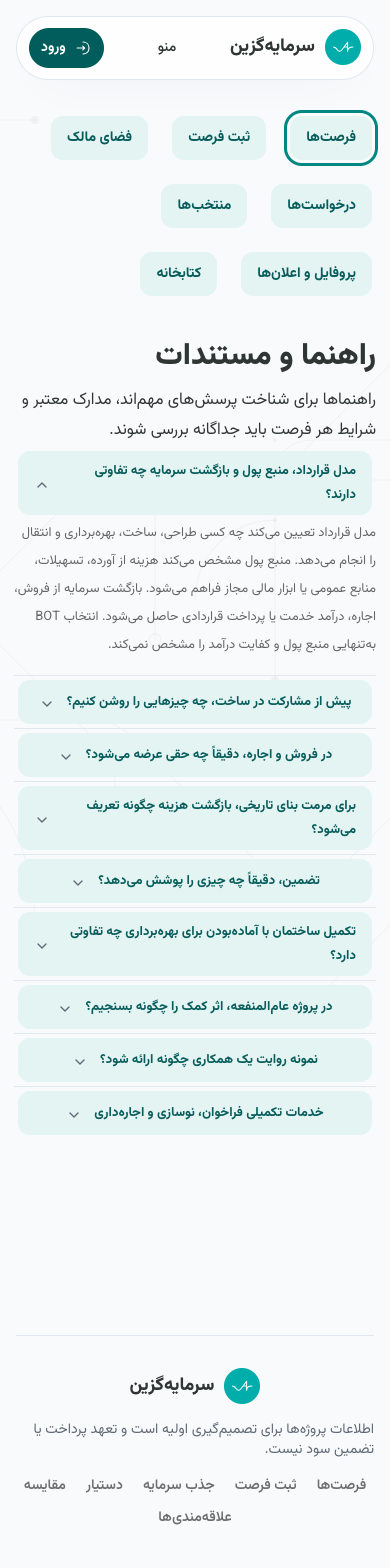 سرمایه‌گزین
منو
ورود
فرصت‌ها
ثبت فرصت
فضای مالک
درخواست‌ها
منتخب‌ها
پروفایل و اعلان‌ها
کتابخانه
راهنما و مستندات
راهنماها برای شناخت پرسش‌های مهم‌اند، مدارک معتبر و
شرایط هر فرصت باید جداگانه بررسی شوند.
مدل قرارداد، منبع پول و بازگشت سرمایه چه تفاوتی
دارند؟
مدل قرارداد تعیین می‌کند چه کسی طراحی، ساخت، بهره‌برداری و انتقال
را انجام می‌دهد. منبع پول مشخص می‌کند هزینه از آورده، تسهیلات،
منابع عمومی یا ابزار مالی مجاز فراهم می‌شود. بازگشت سرمایه از فروش،
اجاره، درآمد خدمت یا پرداخت قراردادی حاصل می‌شود. انتخاب BOT
به‌تنهایی منبع پول و کفایت درآمد را مشخص نمی‌کند.
پیش از مشارکت در ساخت، چه چیزهایی را روشن کنیم؟
در فروش و اجاره، دقیقاً چه حقی عرضه می‌شود؟
برای مرمت بنای تاریخی، بازگشت هزینه چگونه تعریف
می‌شود؟
تضمین، دقیقاً چه چیزی را پوشش می‌دهد؟
تکمیل ساختمان با آماده‌بودن برای بهره‌برداری چه تفاوتی
دارد؟
در پروژه عام‌المنفعه، اثر کمک را چگونه بسنجیم؟
نمونه روایت یک همکاری چگونه ارائه شود؟
خدمات تکمیلی فراخوان، نوسازی و اجاره‌داری
سرمایه‌گزین
اطلاعات پروژه‌ها برای تصمیم‌گیری اولیه است و تعهد پرداخت یا
تضمین سود نیست.
فرصت‌ها
ثبت فرصت
جذب سرمایه
دستیار
مقایسه
علاقه‌مندی‌ها